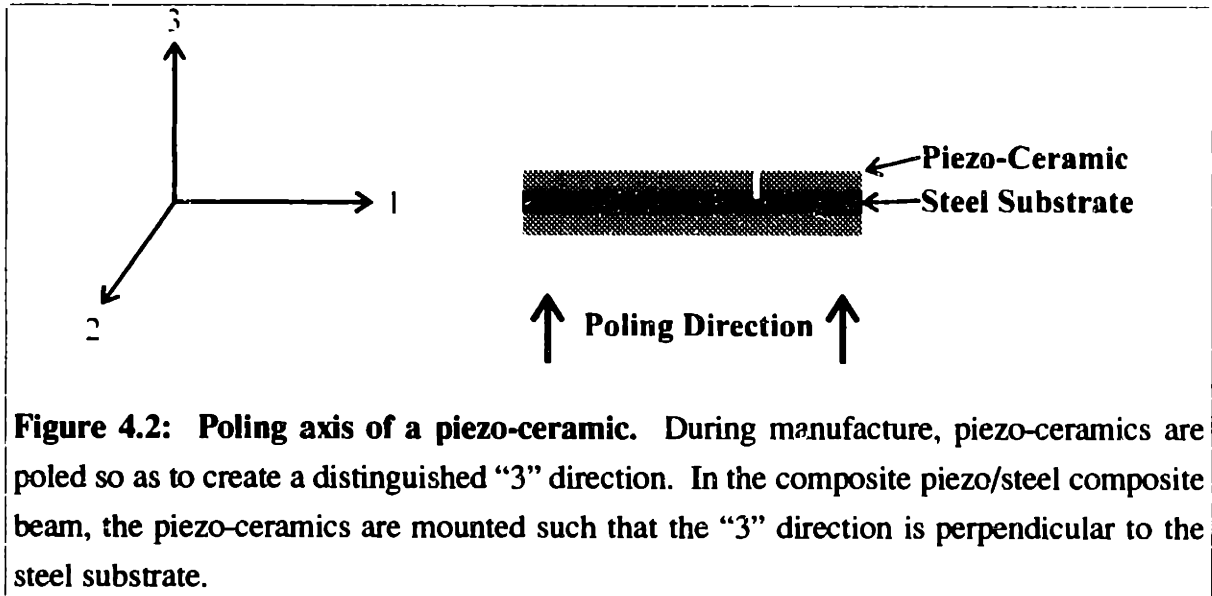 3
1
2
Piezo-Ceramic
Steel Substrate
Poling Direction
Figure 4.2: Poling axis of a piezo-ceramic. During manufacture, piezo-ceramics are
poled so as to create a distinguished “3” direction. In the composite piezo/steel composite
beam, the piezo-ceramics are mounted such that the “3” direction is perpendicular to the
steel substrate.